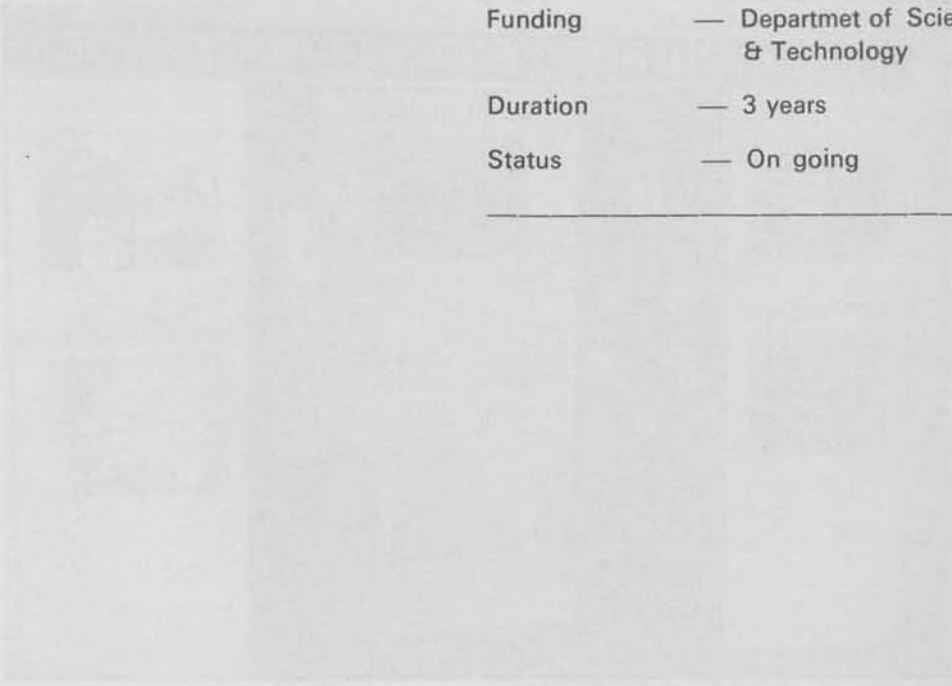 Funding — Departmet of Scie
& Technology
Duration — 3 years
Status — On going